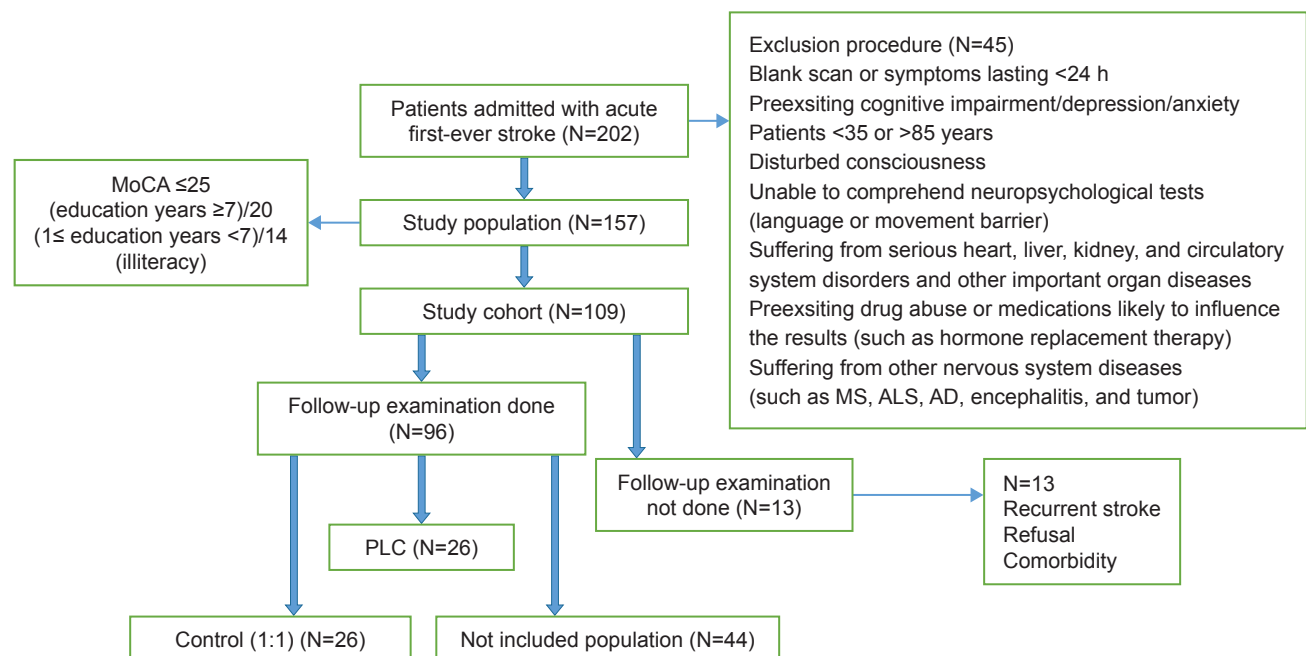 Patients admitted with acute
first-ever stroke (N=202)
Exclusion procedure (N=45)
Blank scan or symptoms lasting <24 h
Preexsiting cognitive impairment/depression/anxiety
Patients <35 or >85 years
Disturbed consciousness
Unable to comprehend neuropsychological tests
(language or movement barrier)
Suffering from serious heart, liver, kidney, and circulatory
system disorders and other important organ diseases
Preexsiting drug abuse or medications likely to influence
the results (such as hormone replacement therapy)
Suffering from other nervous system diseases
(such as MS, ALS, AD, encephalitis, and tumor)
MoCA ≤25
(education years ≥7)/20
(1≤ education years <7)/14
(illiteracy)
Study population (N=157)
Study cohort (N=109)
Follow-up examination done
(N=96)
Follow-up examination
not done (N=13)
N=13
Recurrent stroke
Refusal
Comorbidity
PLC (N=26)
Control (1:1) (N=26)
Not included population (N=44)